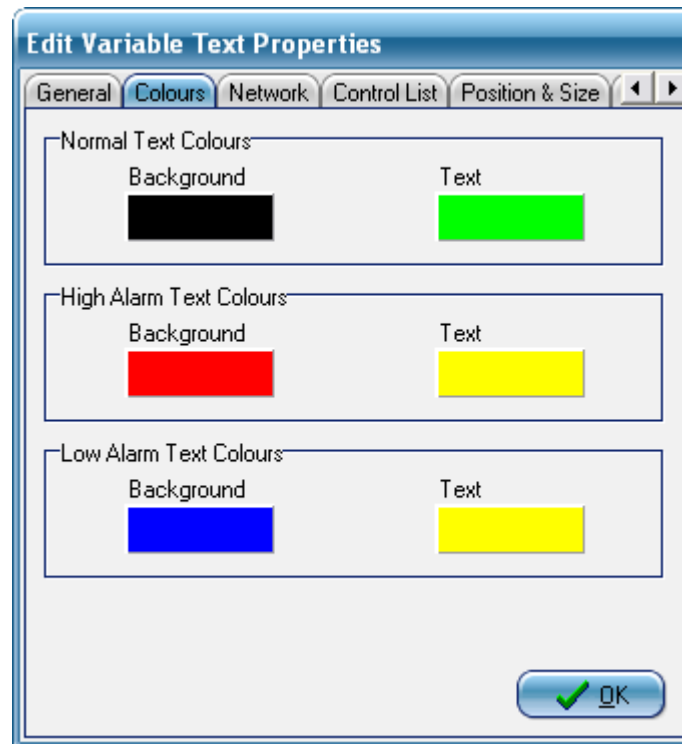 Edit Variable Text Properties
General Colours Network Control List Position & Size
Normal Text Colours
Background Text
High Alarm Text Colours
Background Text
Low Alarm Text Colours
Background Text
OK